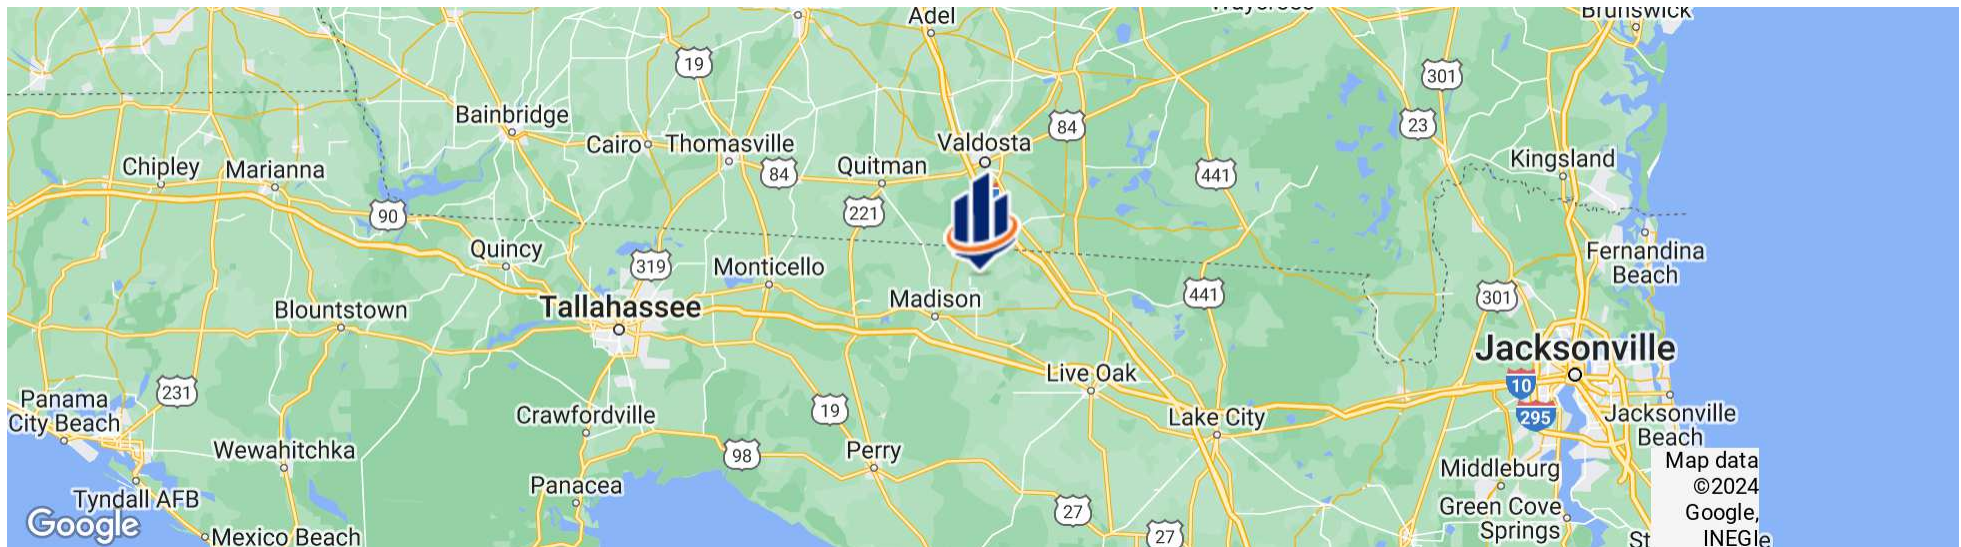 Adel
Waycross
Brunswick
19
301
Bainbridge
84
23
Cairo
Thomasville
Valdosta
Chipley
Marianna
84
Quitman
441
Kingsland
90
221
Quincy
319
Monticello
Fernandina
Beach
Blountstown
Tallahassee
Madison
441
301
Jacksonville
Live Oak
10
Panama
City Beach
231
Crawfordville
19
Lake City
295
Jacksonville
Beach
Wewahitchka
98
Perry
Middleburg
Tyndall AFB
Panacea
27
Green Cove
Springs
Google
Mexico Beach
27
St
Map data
©2024
Google,
INEGI